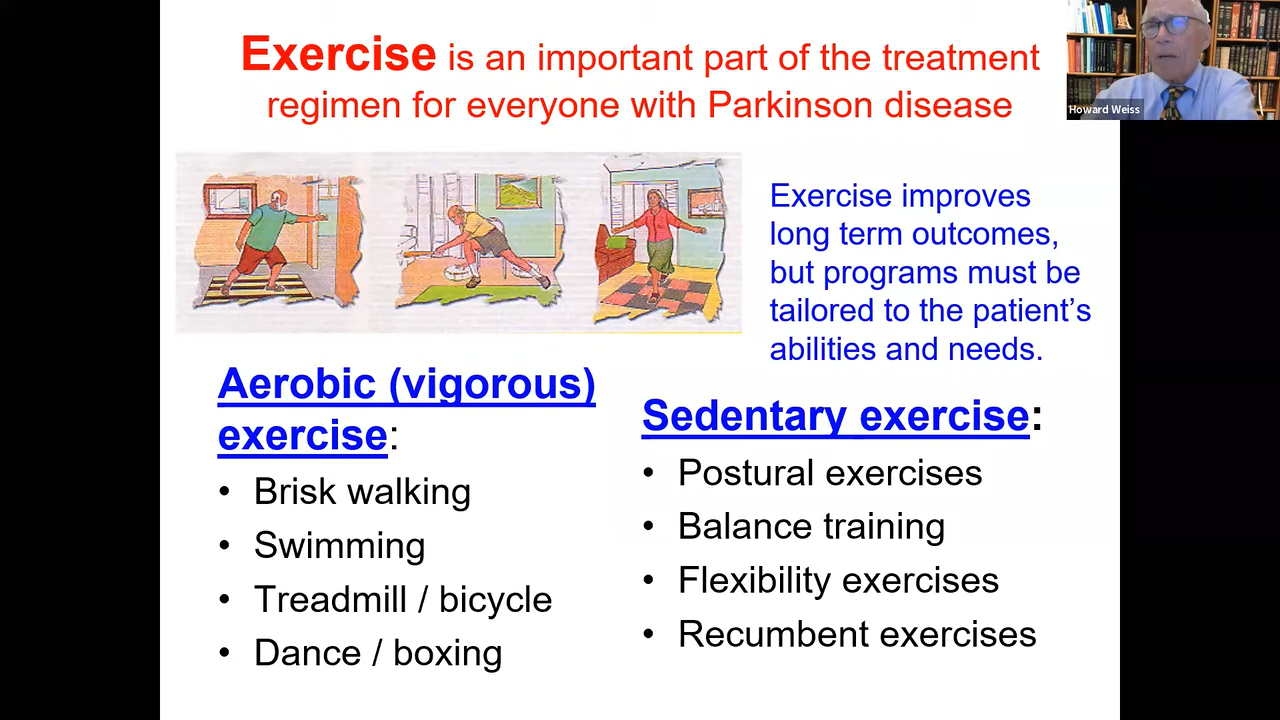 Exercise is an important part of the treatment
regimen for everyone with Parkinson disease
Howard Weiss
Exercise improves
long term outcomes,
but programs must be
tailored to the patient’s
abilities and needs.
Aerobic (vigorous)
exercise:
• Brisk walking
• Swimming
• Treadmill / bicycle
• Dance / boxing
Sedentary exercise:
• Postural exercises
• Balance training
• Flexibility exercises
• Recumbent exercises